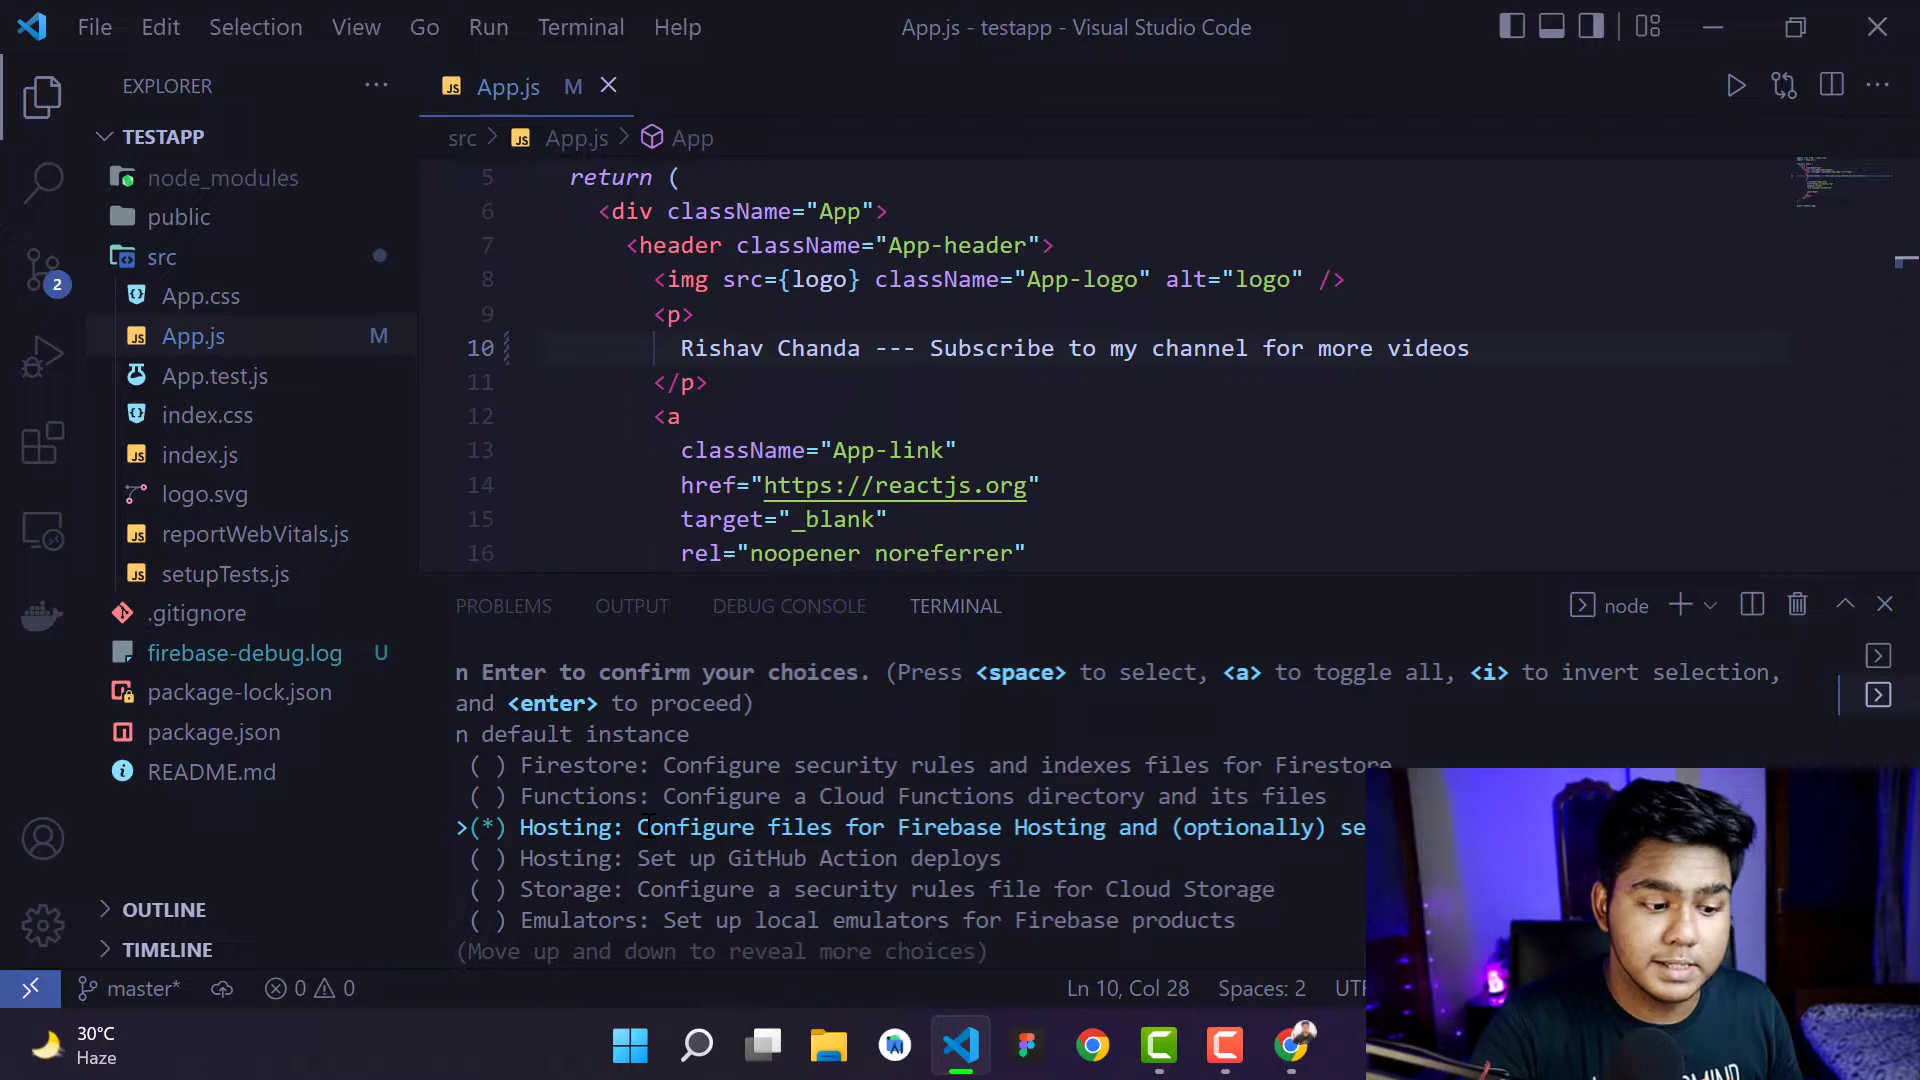 File Edit Selection View Go Run Terminal Help
App.js - testapp - Visual Studio Code
EXPLORER
TESTAPP
node_modules
public
src
App.css
App.js M
App.test.js
index.css
index.js
logo.svg
reportWebVitals.js
setupTests.js
.gitignore
firebase-debug.log U
package-lock.json
package.json
README.md
OUTLINE
TIMELINE
2
App.js M
src > App.js > App
5 return (
6 <div className="App">
7 <header className="App-header">
8 <img src={logo} className="App-logo" alt="logo" />
9 <p>
10 Rishav Chanda --- Subscribe to my channel for more videos
11 </p>
12 <a
13 className="App-link"
14 href="https://reactjs.org"
15 target="_blank"
16 rel="noopener noreferrer"
PROBLEMS OUTPUT DEBUG CONSOLE TERMINAL
node
n Enter to confirm your choices. (Press <space> to select, <a> to toggle all, <i> to invert selection,
and <enter> to proceed)
n default instance
( ) Firestore: Configure security rules and indexes files for Firestore
( ) Functions: Configure a Cloud Functions directory and its files
>(*) Hosting: Configure files for Firebase Hosting and (optionally) se
( ) Hosting: Set up GitHub Action deploys
( ) Storage: Configure a security rules file for Cloud Storage
( ) Emulators: Set up local emulators for Firebase products
(Move up and down to reveal more choices)
master* 0 0
Ln 10, Col 28 Spaces: 2 UTF
30°C
Haze